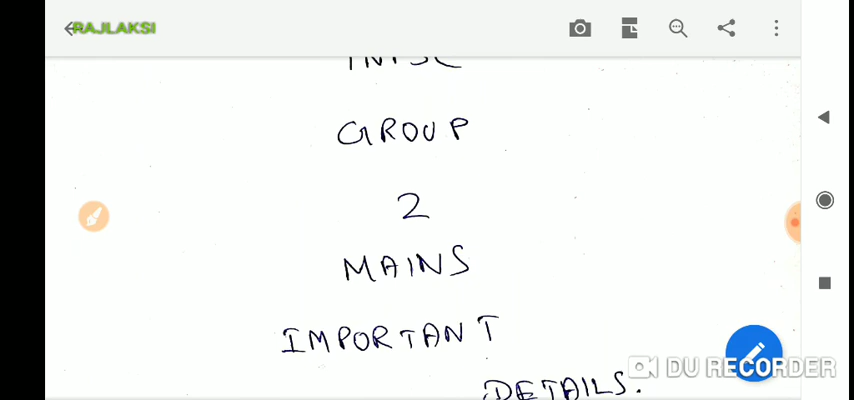 RAJLAKSI
GROUP
2
MAINS
IMPORTANT
DETAILS.
DU RECORDER